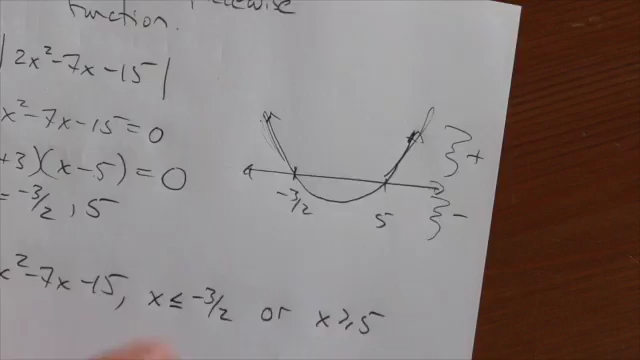 Piecewise
function.
|2x²-7x-15|
x²-7x-15=0
+3)(x-5)=0
= -3/2, 5
-3/2
5
+
-
x²-7x-15, x≤-3/2 or x≥5